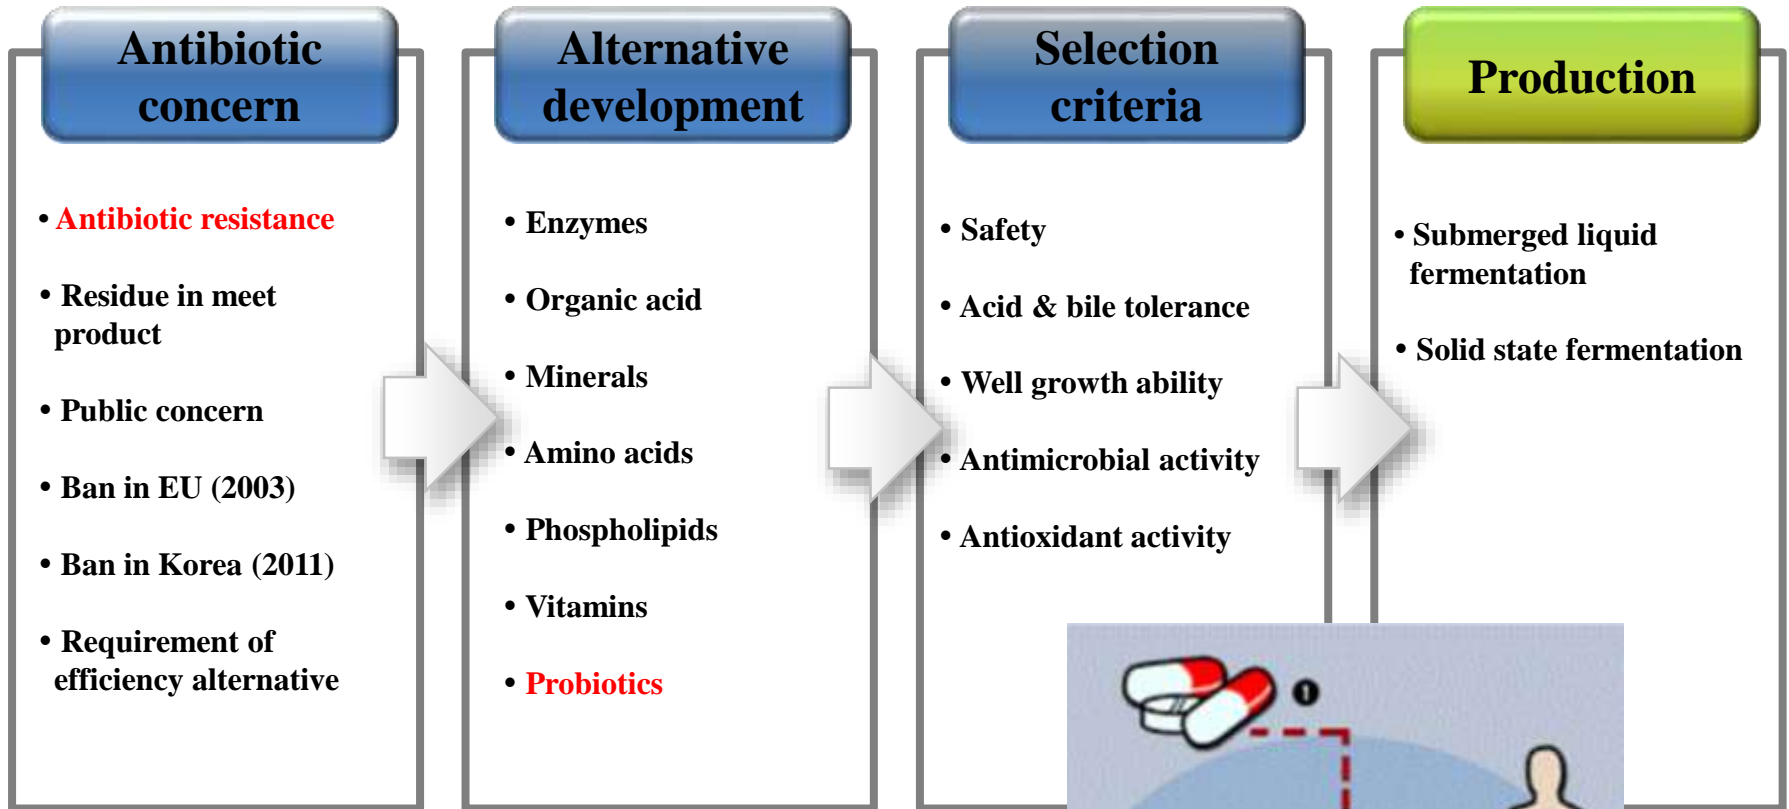 Antibiotic
concern
• Antibiotic resistance
• Residue in meet
product
• Public concern
• Ban in EU (2003)
• Ban in Korea (2011)
• Requirement of
efficiency alternative
Alternative
development
• Enzymes
• Organic acid
• Minerals
• Amino acids
• Phospholipids
• Vitamins
• Probiotics
Selection
criteria
• Safety
• Acid & bile tolerance
• Well growth ability
• Antimicrobial activity
• Antioxidant activity
Production
• Submerged liquid
fermentation
• Solid state fermentation
❶